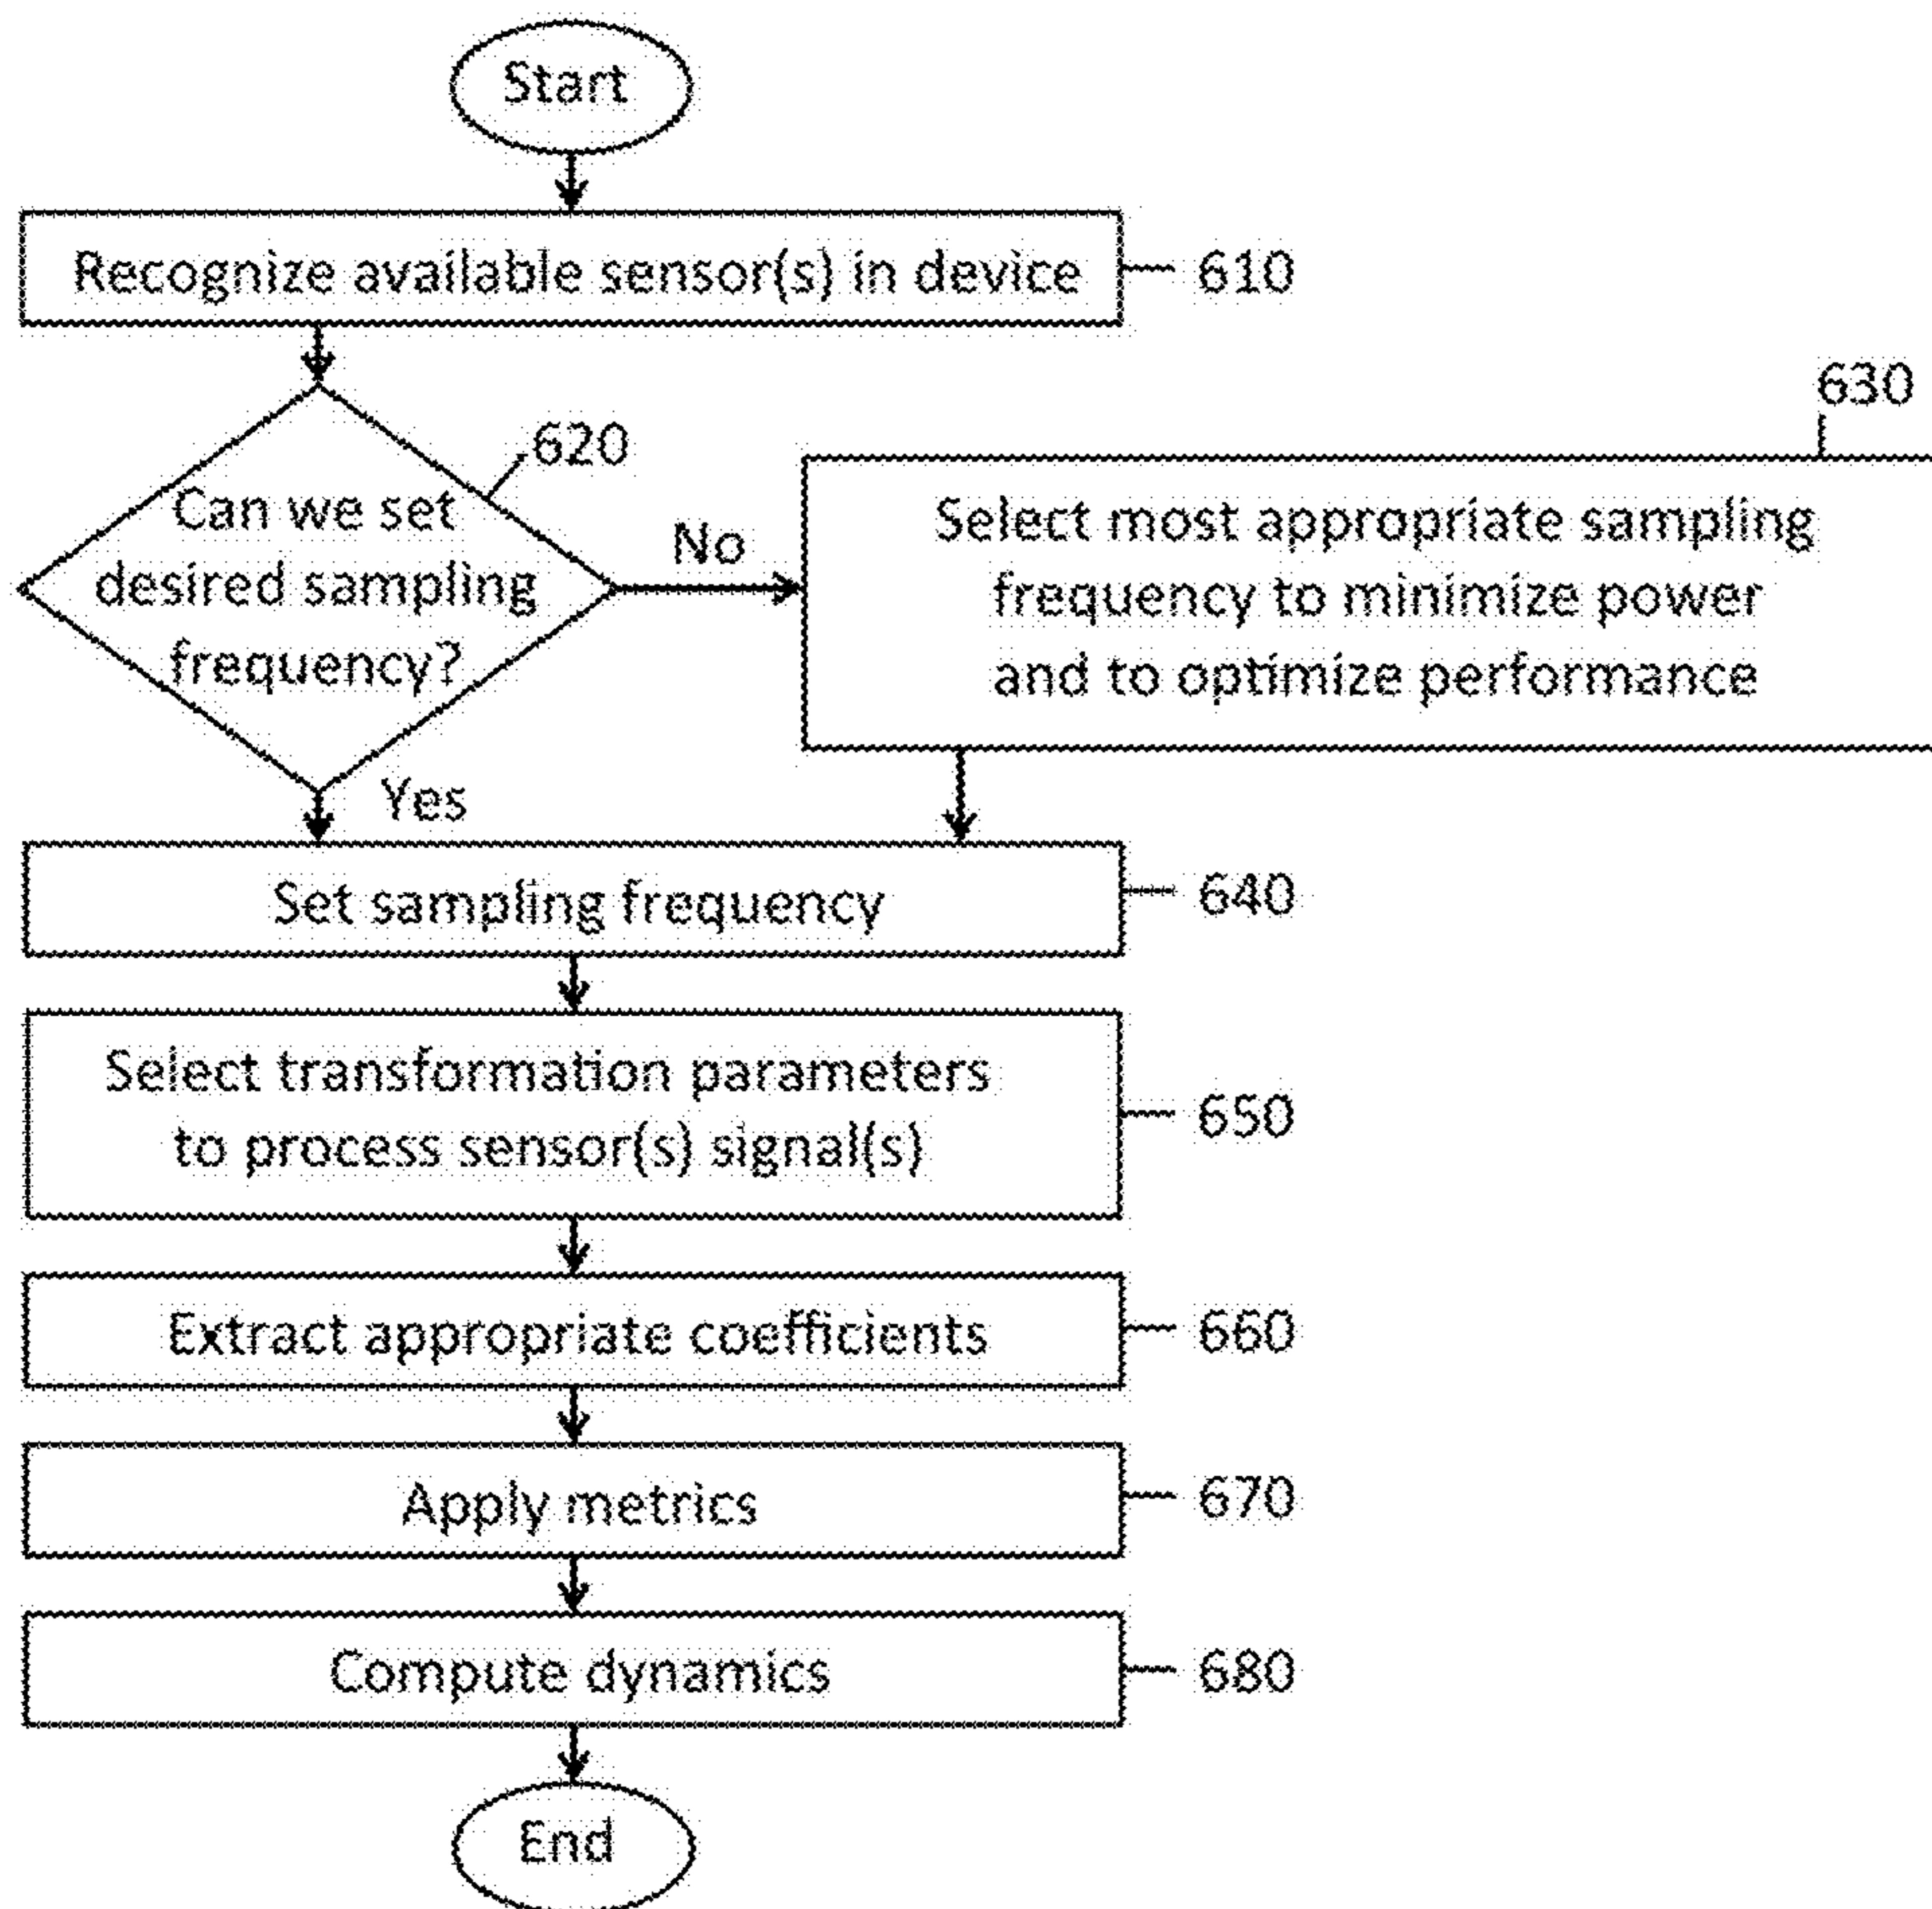 Start
Recognize available sensor(s) in device
610
620
Can we set
desired sampling
frequency?
No
Yes
630
Select most appropriate sampling
frequency to minimize power
and to optimize performance
Set sampling frequency
640
Select transformation parameters
to process sensor(s) signal(s)
650
Extract appropriate coefficients
660
Apply metrics
670
Compute dynamics
680
End